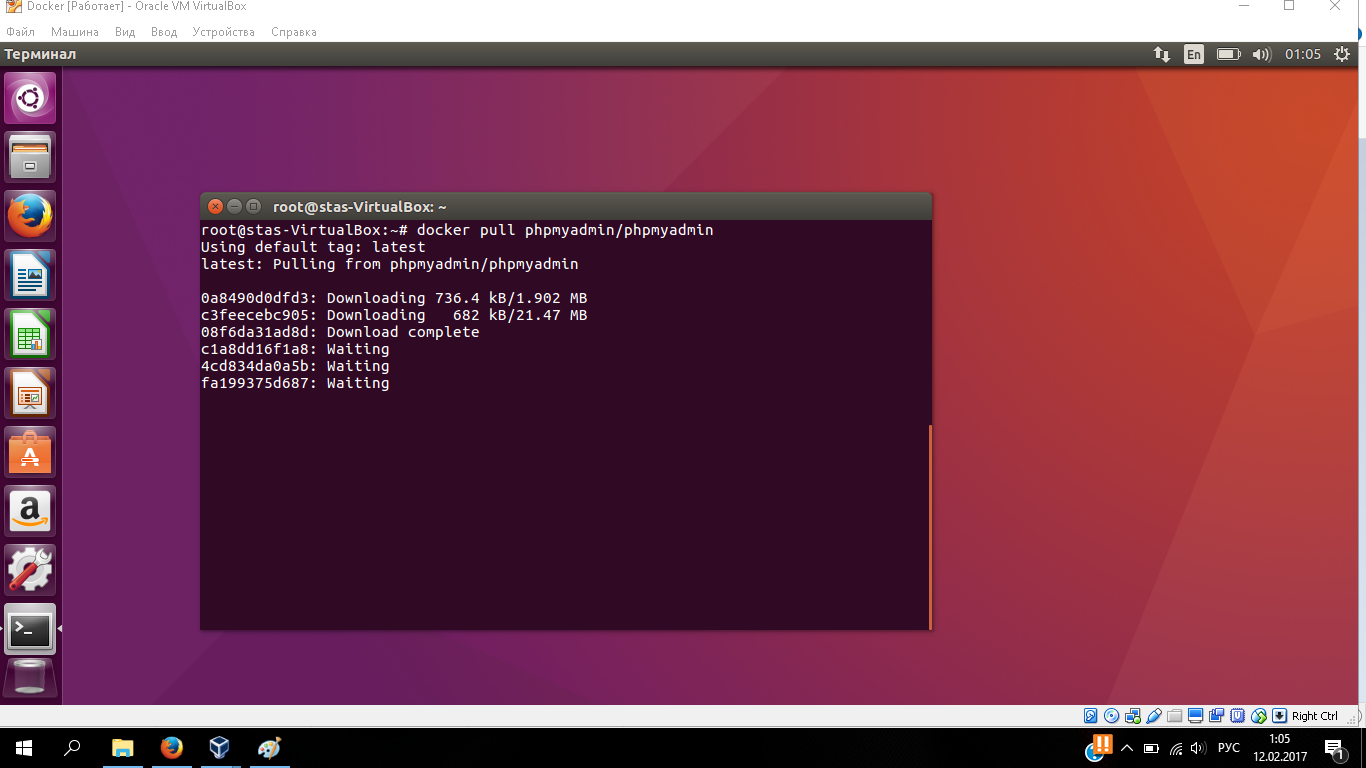 Docker [Работает] - Oracle VM VirtualBox
Файл Машина Вид Ввод Устройства Справка
Терминал En 01:05
root@stas-VirtualBox: ~
root@stas-VirtualBox:~# docker pull phpmyadmin/phpmyadmin
Using default tag: latest
latest: Pulling from phpmyadmin/phpmyadmin
0a8490d0dfd3: Downloading 736.4 kB/1.902 MB
c3feecebc905: Downloading 682 kB/21.47 MB
08f6da31ad8d: Download complete
c1a8dd16f1a8: Waiting
4cd834da0a5b: Waiting
fa199375d687: Waiting
Right Ctrl
РУС
1:05
12.02.2017
1